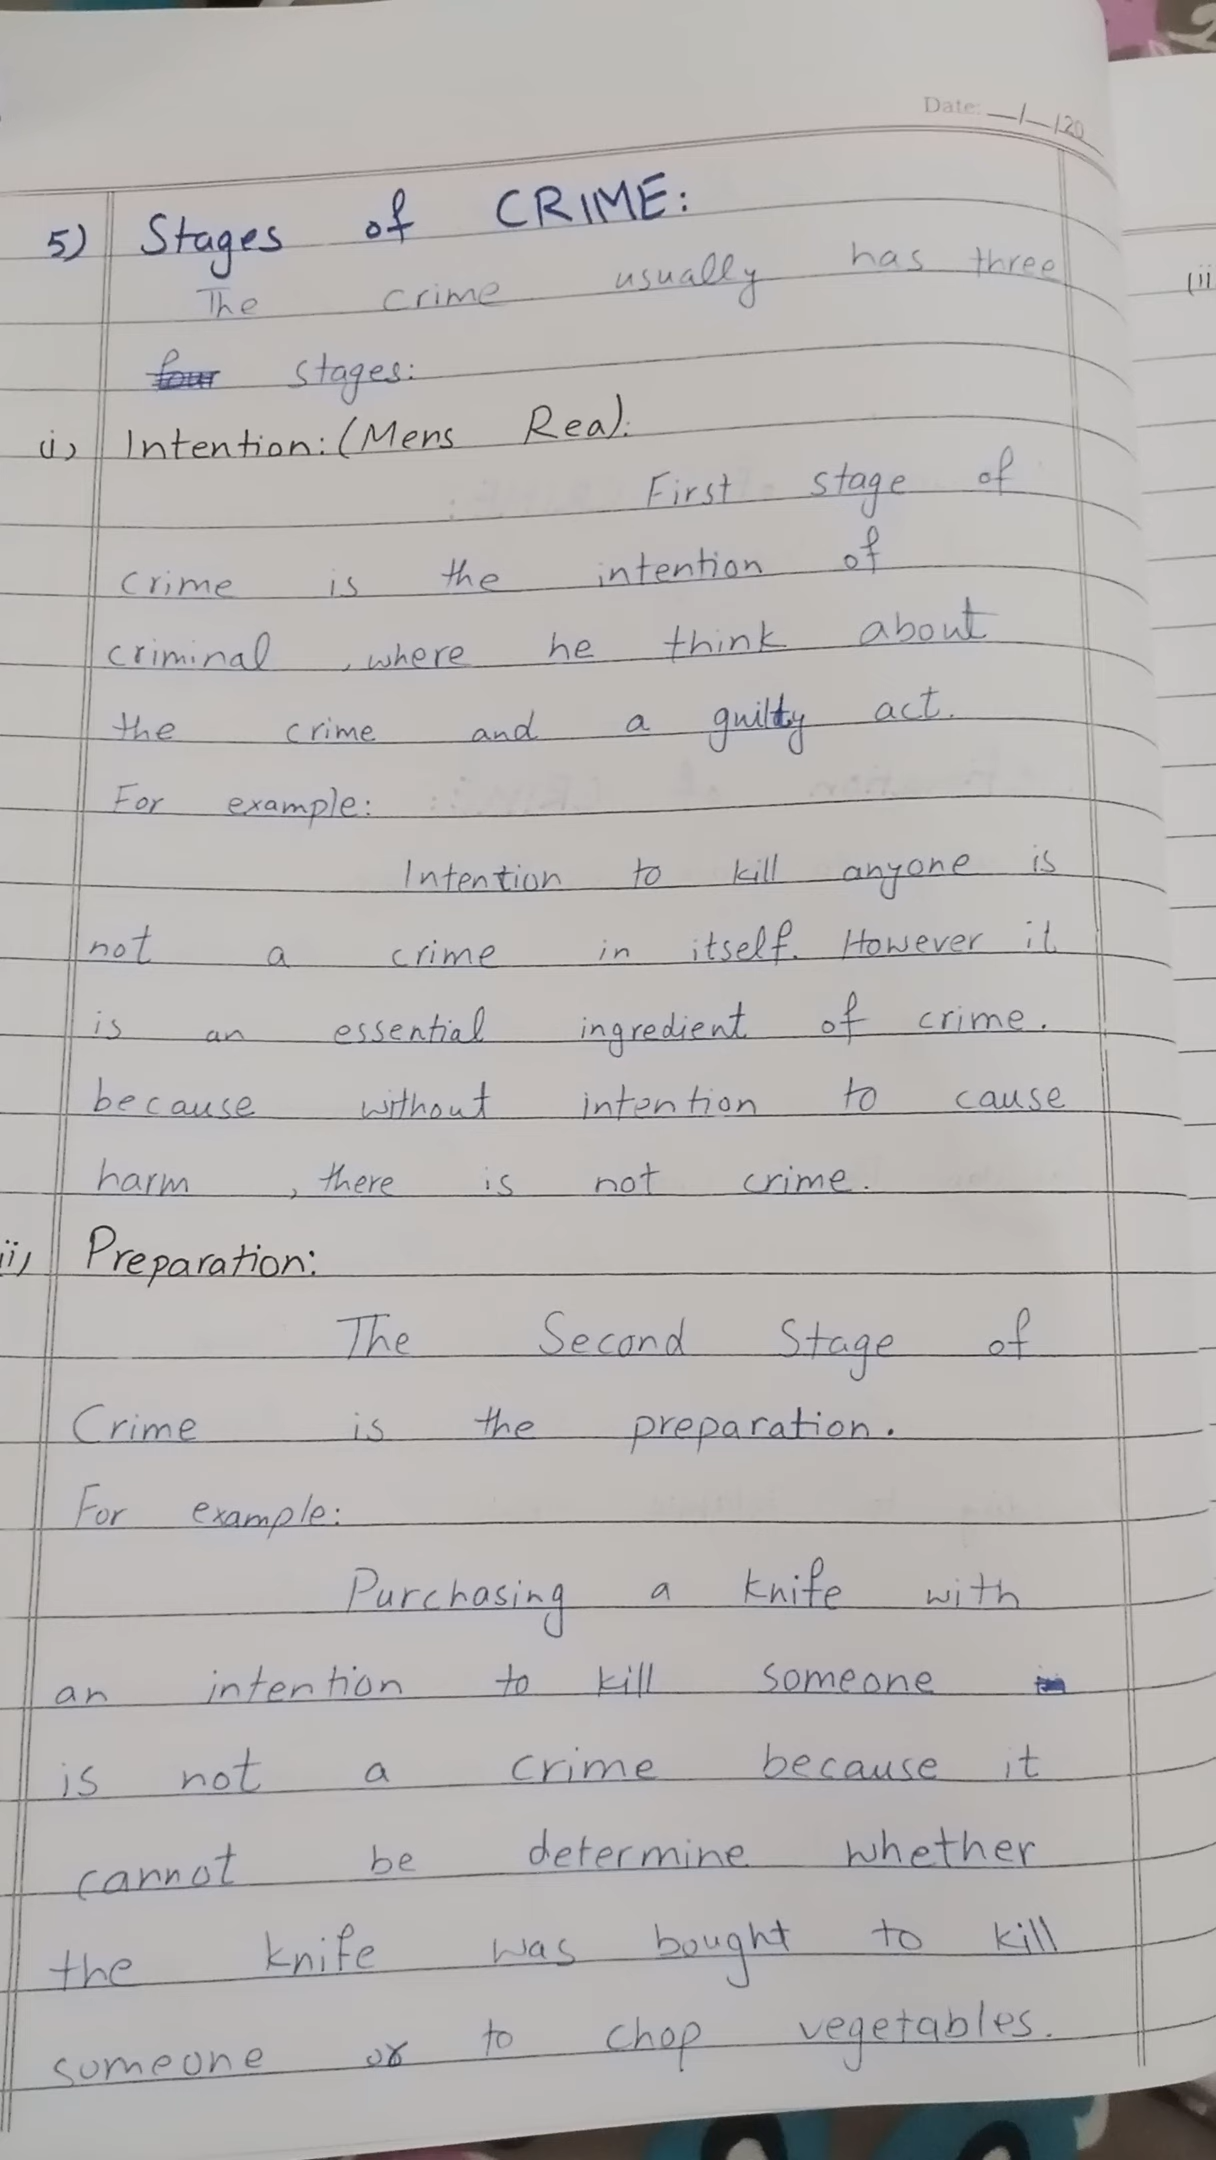 Date: __/__/20
5) Stages of CRIME:
The crime usually has three
four stages:
(i) Intention: (Mens Rea).
First stage of
crime is the intention of
criminal, where he think about
the crime and a guilty act.
For example:
Intention to kill anyone is
not a crime in itself. However it
is an essential ingredient of crime.
because without intention to cause
harm, there is not crime.
ii) Preparation:
The Second Stage of
Crime is the preparation.
For example:
Purchasing a knife with
an intention to kill someone
is not a crime because it
cannot be determine whether
the knife was bought to kill
someone or to chop vegetables.
(ii